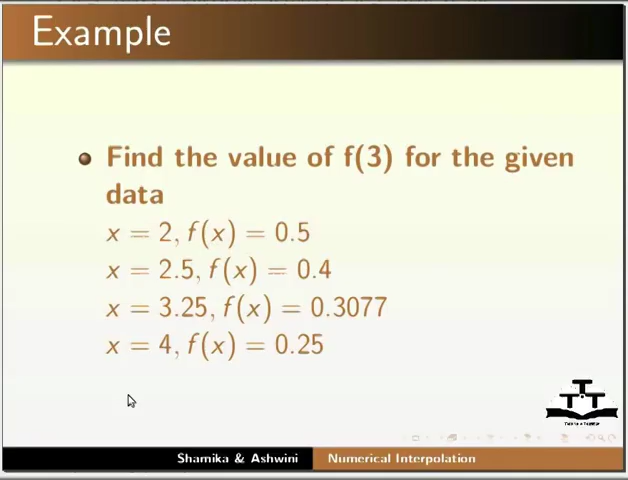 Example
Find the value of f(3) for the given
data
x = 2, f(x) = 0.5
x = 2.5, f(x) = 0.4
x = 3.25, f(x) = 0.3077
x = 4, f(x) = 0.25
Shamika & Ashwini
Numerical Interpolation